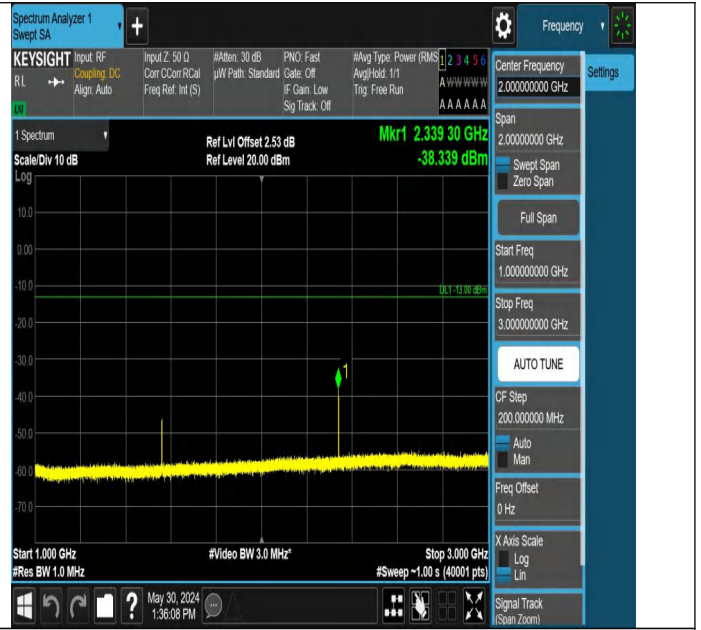 Spectrum Analyzer 1
Swept SA
Frequency
KEYSIGHT
RL
LXI
Input: RF
Coupling: DC
Align: Auto
Input Z: 50 Ω
Corr CCorr RCal
Freq Ref: Int (S)
#Atten: 30 dB
µW Path: Standard
PNO: Fast
Gate: Off
IF Gain: Low
Sig Track: Off
#Avg Type: Power (RMS
Avg|Hold: 1/1
Trig: Free Run
1 2 3 4 5 6
A W W W W W
A A A A A A
1 Spectrum
Scale/Div 10 dB
Log
Ref Lvl Offset 2.53 dB
Ref Level 20.00 dBm
Mkr1 2.339 30 GHz
-38.339 dBm
10.0
0.00
-10.0
DL1 -13.00 dBm
-20.0
-30.0
1
-40.0
-50.0
-60.0
-70.0
Start 1.000 GHz
#Res BW 1.0 MHz
#Video BW 3.0 MHz*
Stop 3.000 GHz
#Sweep ~1.00 s (40001 pts)
May 30, 2024
1:36:08 PM
Center Frequency
2.000000000 GHz
Settings
Span
2.00000000 GHz
Swept Span
Zero Span
Full Span
Start Freq
1.000000000 GHz
Stop Freq
3.000000000 GHz
AUTO TUNE
CF Step
200.000000 MHz
Auto
Man
Freq Offset
0 Hz
X Axis Scale
Log
Lin
Signal Track
(Span Zoom)